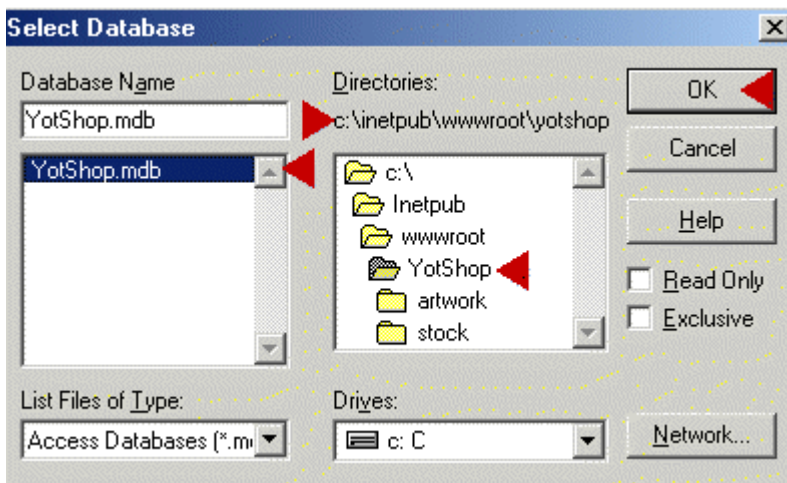 Select Database
Database Name
YotShop.mdb
YotShop.mdb
List Files of Type:
Access Databases (*.m
Directories:
c:\inetpub\wwwroot\yotshop
c:\
Inetpub
wwwroot
YotShop
artwork
stock
Drives:
c: C
OK
Cancel
Help
Read Only
Exclusive
Network...